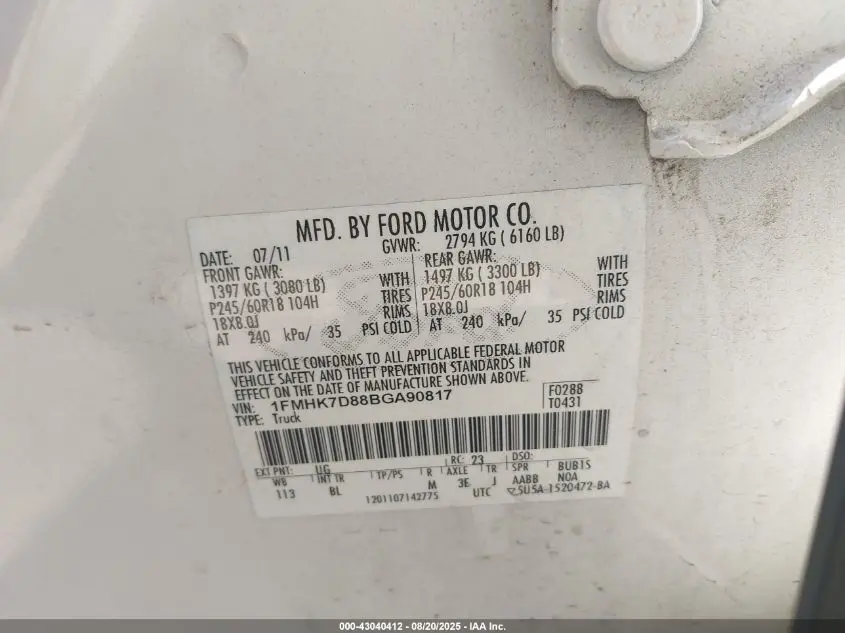 MFD. BY FORD MOTOR CO.
DATE: 07/11 GVWR: 2794 KG ( 6160 LB)
FRONT GAWR: REAR GAWR: WITH
1397 KG ( 3080 LB) WITH 1497 KG ( 3300 LB) TIRES
P245/60R18 104H TIRES P245/60R18 104H RIMS
18X8.0J RIMS 18X8.0J
AT 240 kPa/ 35 PSI COLD AT 240 kPa/ 35 PSI COLD
THIS VEHICLE CONFORMS TO ALL APPLICABLE FEDERAL MOTOR
VEHICLE SAFETY AND THEFT PREVENTION STANDARDS IN
EFFECT ON THE DATE OF MANUFACTURE SHOWN ABOVE.
VIN: 1FMHK7D88BGA90817 F0288
TYPE: Truck T0431
EXT PNT: UG RC: 23 DSO:
WB INT TR TP/PS R AXLE TR SPR BUB1S
113 BL M 3E J AABB NOA
1201107142775 UTC 5U5A-1520472-BA
000-43040412 - 08/20/2025 - IAA Inc.